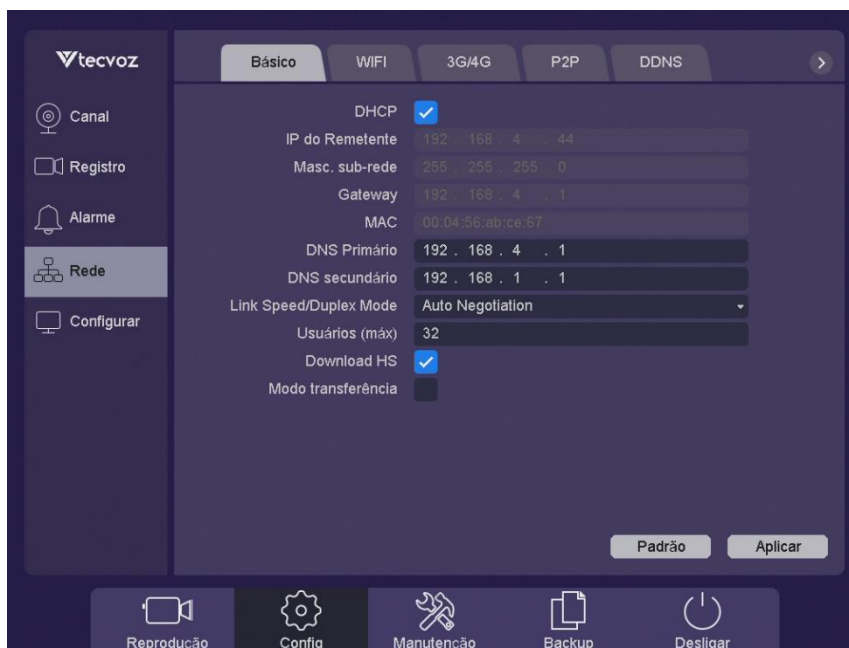 tecvoz
Básico WIFI 3G/4G P2P DDNS >
Canal
Registro
Alarme
Rede
Configurar
DHCP
IP do Remetente 192 . 168 . 4 . 44
Masc. sub-rede 255 . 255 . 255 . 0
Gateway 192 . 168 . 4 . 1
MAC 00:04:56:ab:ce:67
DNS Primário 192 . 168 . 4 . 1
DNS secundário 192 . 168 . 1 . 1
Link Speed/Duplex Mode Auto Negotiation
Usuários (máx) 32
Download HS
Modo transferência
Padrão Aplicar
Reprodução Config Manutenção Backup Desligar